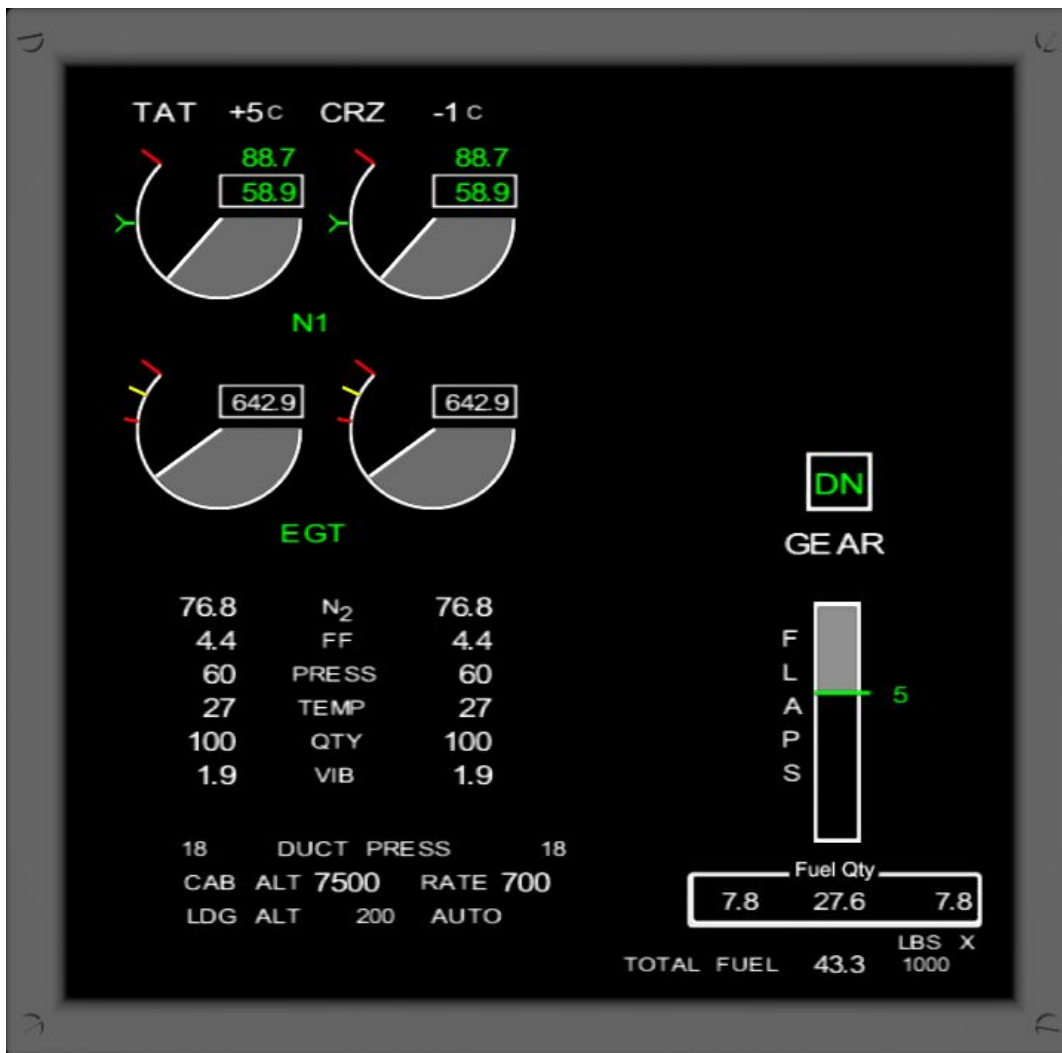 TAT +5 C CRZ -1 C
88.7 88.7
58.9 58.9
N1
642.9 642.9
EGT
DN
GEAR
76.8 N2 76.8
4.4 FF 4.4
60 PRESS 60
27 TEMP 27
100 QTY 100
1.9 VIB 1.9
FLAPS
5
18 DUCT PRESS 18
CAB ALT 7500 RATE 700
LDG ALT 200 AUTO
Fuel Qty
7.8 27.6 7.8
LBS X
TOTAL FUEL 43.3 1000